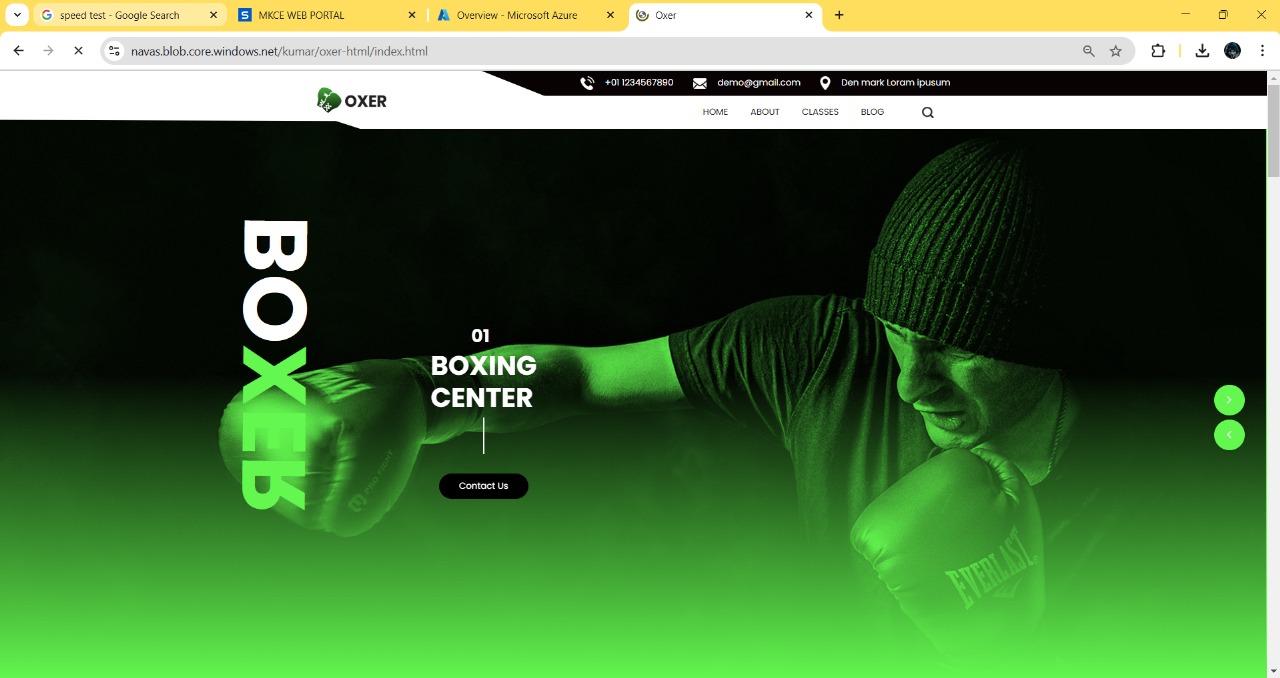 speed test - Google Search
MKCE WEB PORTAL
Overview - Microsoft Azure
Oxer
navas.blob.core.windows.net/kumar/oxer-html/index.html
+01 1234567890
demo@gmail.com
Den mark Loram ipusum
OXER
HOME
ABOUT
CLASSES
BLOG
BOXER
01
BOXING
CENTER
Contact Us
PRO FIGHT
EVERLAST